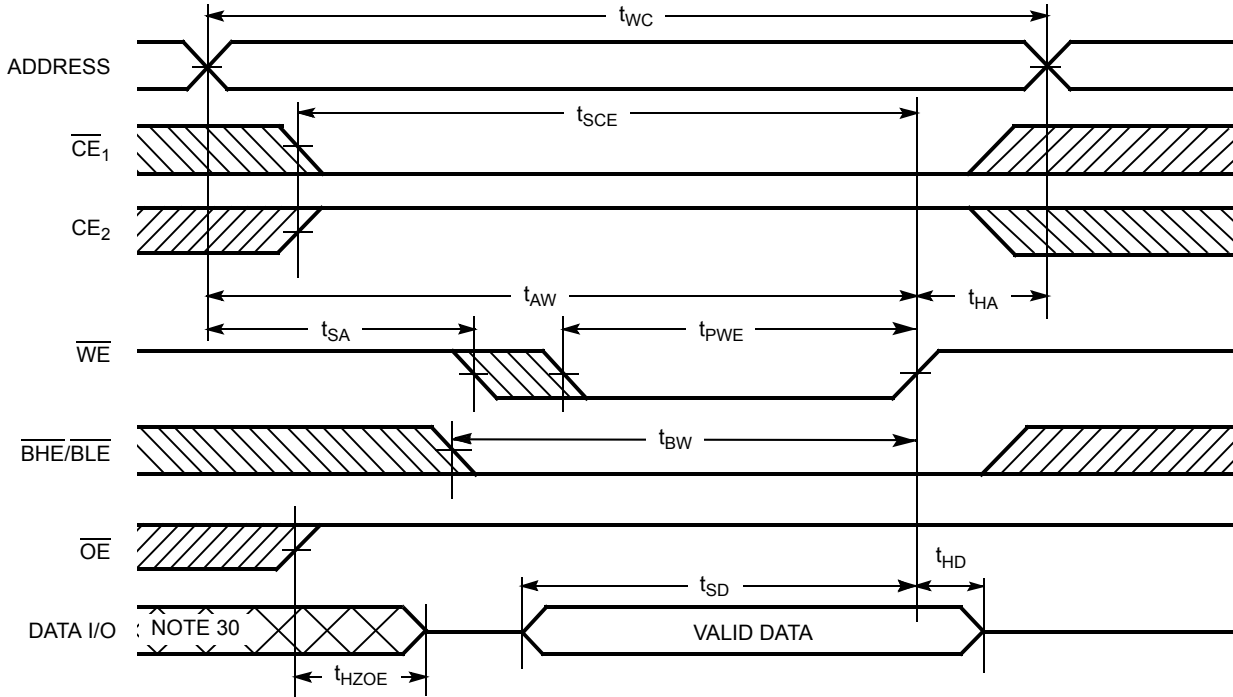 tWC
ADDRESS
tSCE
CE1
CE2
tAW
tHA
tSA
tPWE
WE
tBW
BHE/BLE
OE
tHD
tSD
DATA I/O
NOTE 30
VALID DATA
tHZOE